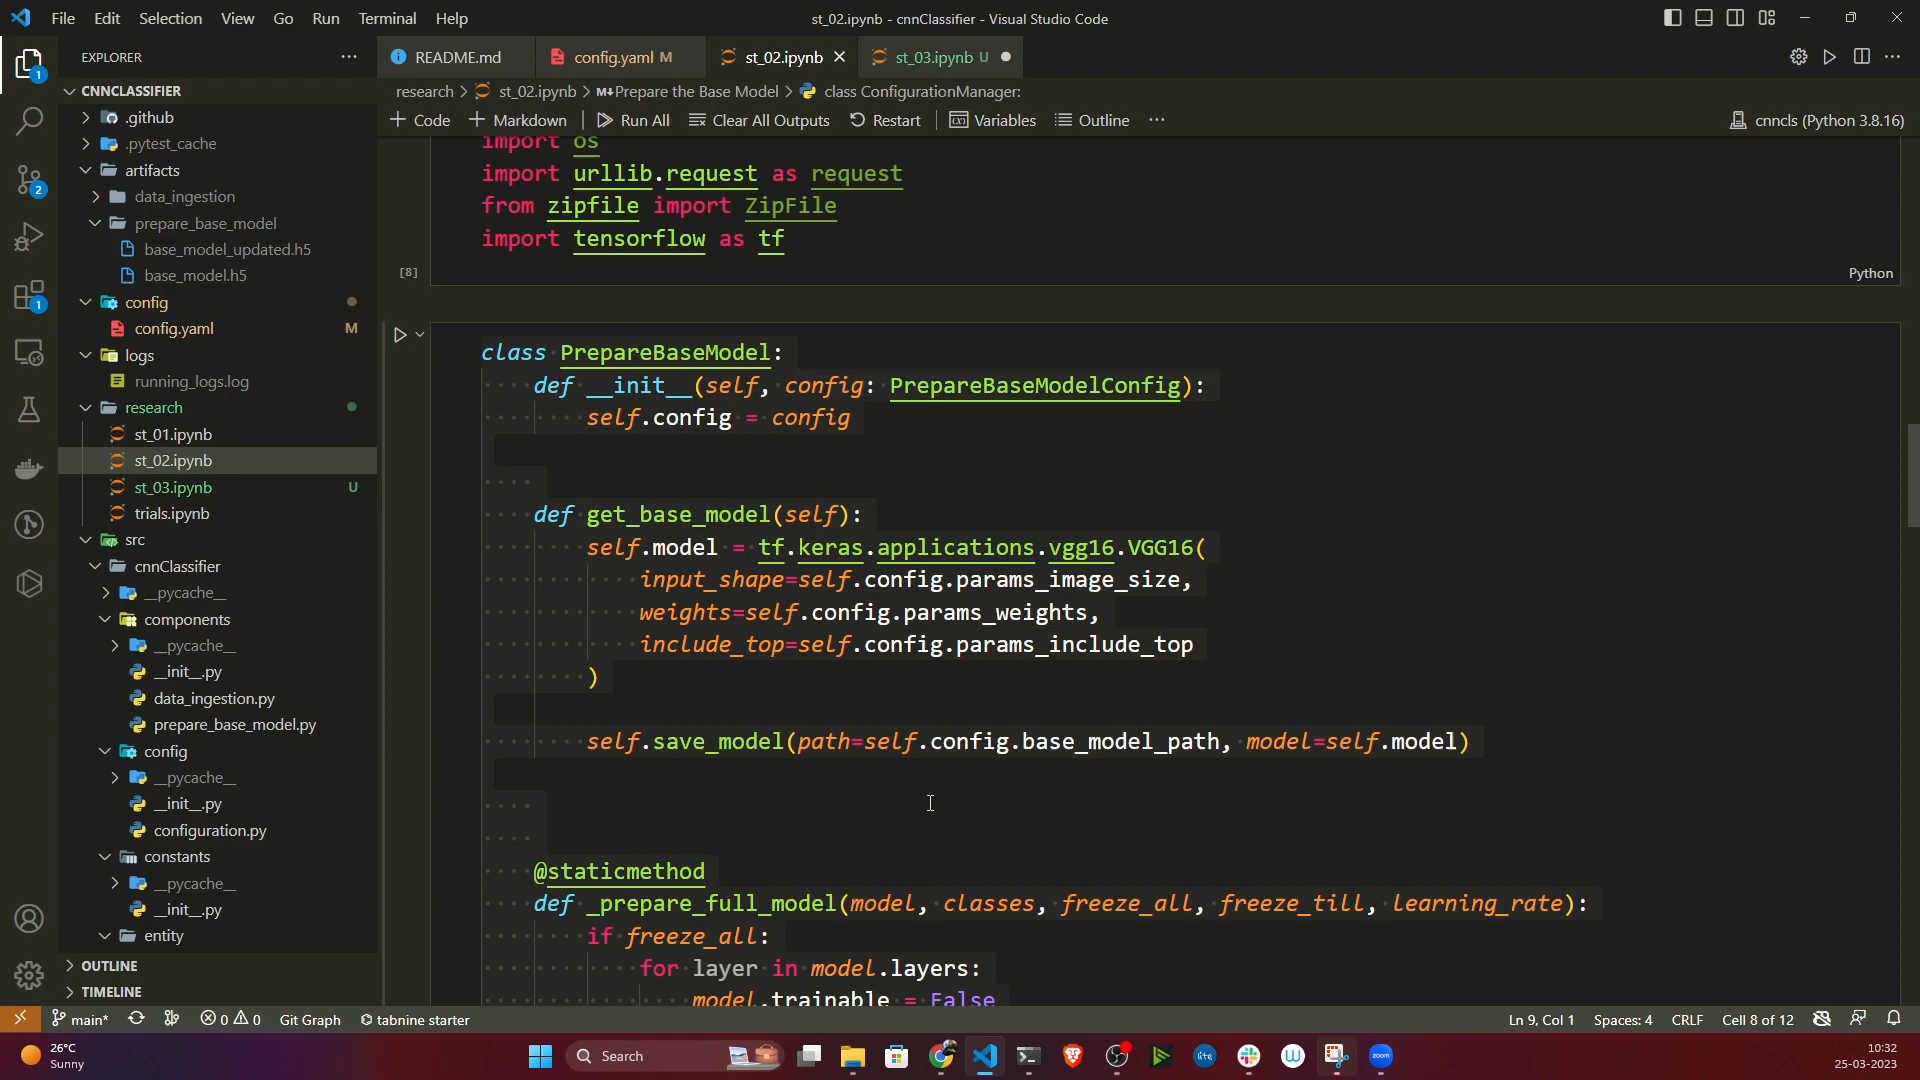 File Edit Selection View Go Run Terminal Help
st_02.ipynb - cnnClassifier - Visual Studio Code
EXPLORER
CNNCLASSIFIER
.github
.pytest_cache
artifacts
data_ingestion
prepare_base_model
base_model_updated.h5
base_model.h5
config
config.yaml M
logs
running_logs.log
research
st_01.ipynb
st_02.ipynb
st_03.ipynb U
trials.ipynb
src
cnnClassifier
__pycache__
components
__pycache__
__init__.py
data_ingestion.py
prepare_base_model.py
config
__pycache__
__init__.py
configuration.py
constants
__pycache__
__init__.py
entity
OUTLINE
TIMELINE
1
2
1
README.md
config.yaml M
st_02.ipynb
st_03.ipynb U
research > st_02.ipynb > M↓Prepare the Base Model > class ConfigurationManager:
+ Code + Markdown Run All Clear All Outputs Restart Variables Outline ...
cnncls (Python 3.8.16)
import os
import urllib.request as request
from zipfile import ZipFile
import tensorflow as tf
[8]
Python
class PrepareBaseModel:
def __init__(self, config: PrepareBaseModelConfig):
self.config = config
def get_base_model(self):
self.model = tf.keras.applications.vgg16.VGG16(
input_shape=self.config.params_image_size,
weights=self.config.params_weights,
include_top=self.config.params_include_top
)
self.save_model(path=self.config.base_model_path, model=self.model)
@staticmethod
def _prepare_full_model(model, classes, freeze_all, freeze_till, learning_rate):
if freeze_all:
for layer in model.layers:
model.trainable = False
main* 0 0 Git Graph tabnine starter
Ln 9, Col 1 Spaces: 4 CRLF Cell 8 of 12
26°C
Sunny
Search
lite
zoom
10:32
25-03-2023